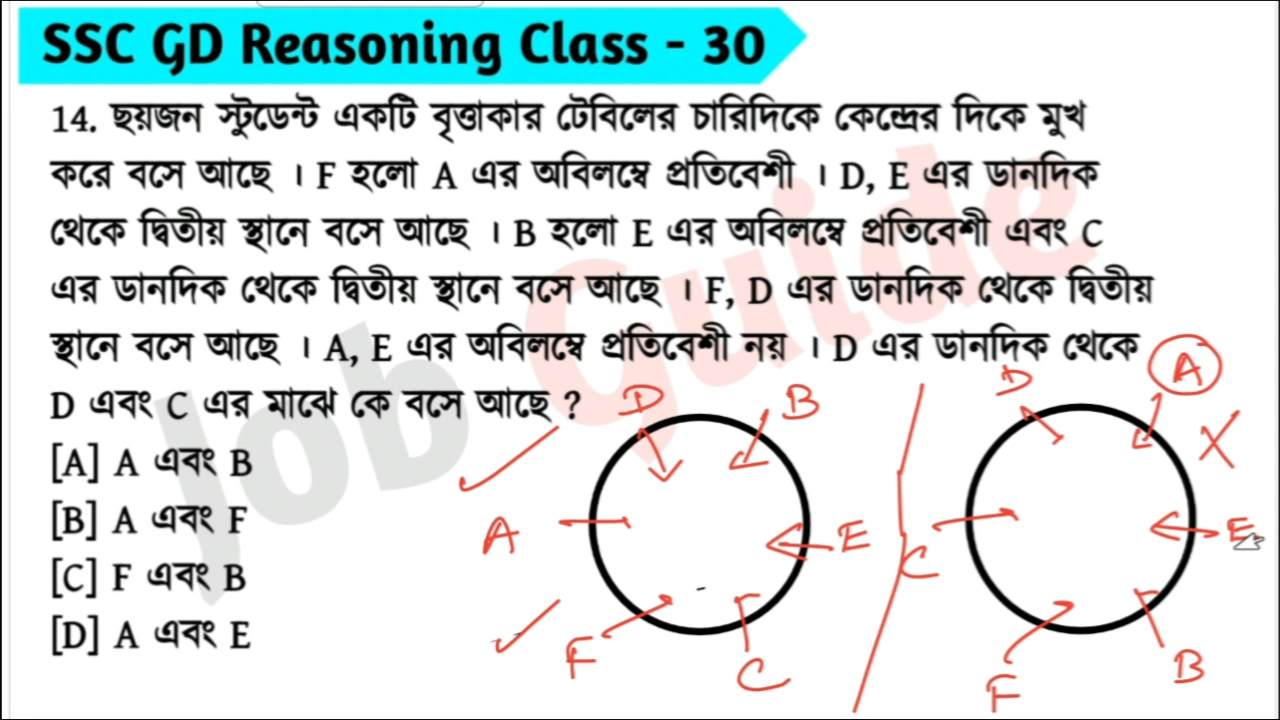 SSC GD Reasoning Class - 30
14. ছয়জন স্টুডেন্ট একটি বৃত্তাকার টেবিলের চারিদিকে কেন্দ্রের দিকে মুখ
করে বসে আছে । F হলো A এর অবিলম্বে প্রতিবেশী । D, E এর ডানদিক
থেকে দ্বিতীয় স্থানে বসে আছে । B হলো E এর অবিলম্বে প্রতিবেশী এবং C
এর ডানদিক থেকে দ্বিতীয় স্থানে বসে আছে । F, D এর ডানদিক থেকে দ্বিতীয়
স্থানে বসে আছে । A, E এর অবিলম্বে প্রতিবেশী নয় । D এর ডানদিক থেকে
D এবং C এর মাঝে কে বসে আছে ?
[A] A এবং B
[B] A এবং F
[C] F এবং B
[D] A এবং E
Job Guide
D B
A E
F C
D A
C E
F B
X